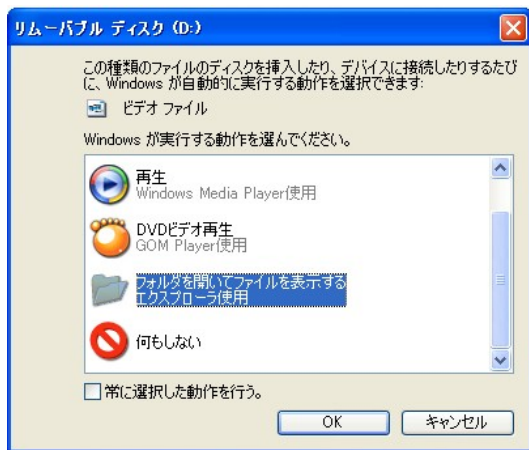 リムーバブル ディスク (D:)
この種類のファイルのディスクを挿入したり、デバイスに接続したりするたび
に、Windows が自動的に実行する動作を選択できます:
ビデオ ファイル
Windows が実行する動作を選んでください。
再生
Windows Media Player使用
DVDビデオ再生
GOM Player使用
フォルダを開いてファイルを表示する
エクスプローラ使用
何もしない
常に選択した動作を行う。
OK
キャンセル